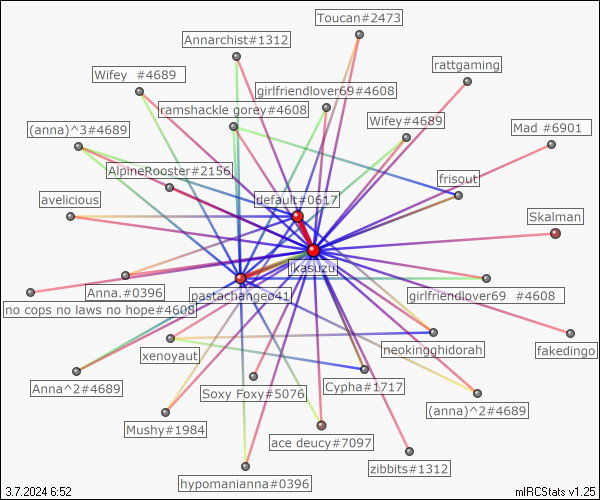 Toucan#2473
Annarchist#1312
rattgaming
Wifey  #4689
girlfriendlover69#4608
ramshackle gorey#4608
Wifey#4689
(anna)^3#4689
Mad #6901
AlpineRooster#2156
frisout
avelicious
default#0617
Skalman
ikasuzu
Anna.#0396
pastachangeo41
girlfriendlover69  #4608
no cops no laws no hope#4608
neokingghidorah
fakedingo
xenoyaut
Anna^2#4689
Soxy Foxy#5076
Cypha#1717
(anna)^2#4689
Mushy#1984
ace deucy#7097
zibbits#1312
hypomanianna#0396
3.7.2024 6:52
mIRCStats v1.25